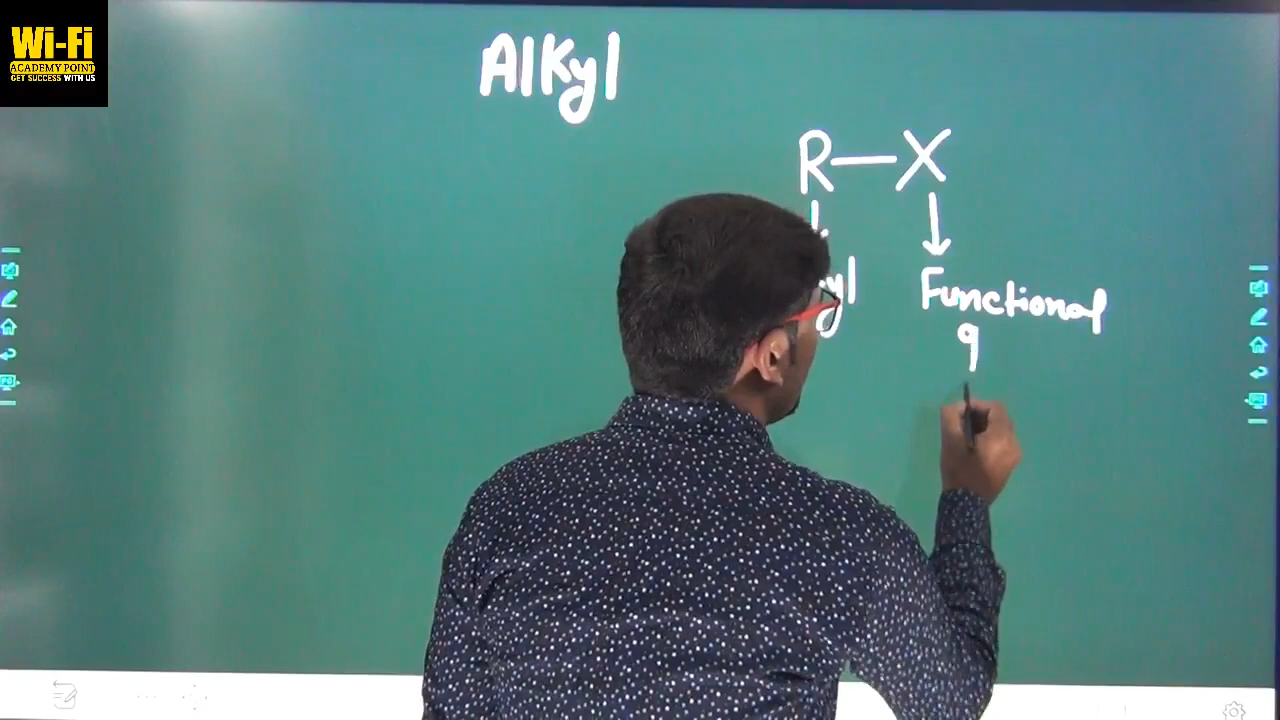 Wi-Fi
ACADEMY POINT
GET SUCCESS WITH US
Alkyl
R — X
Functional